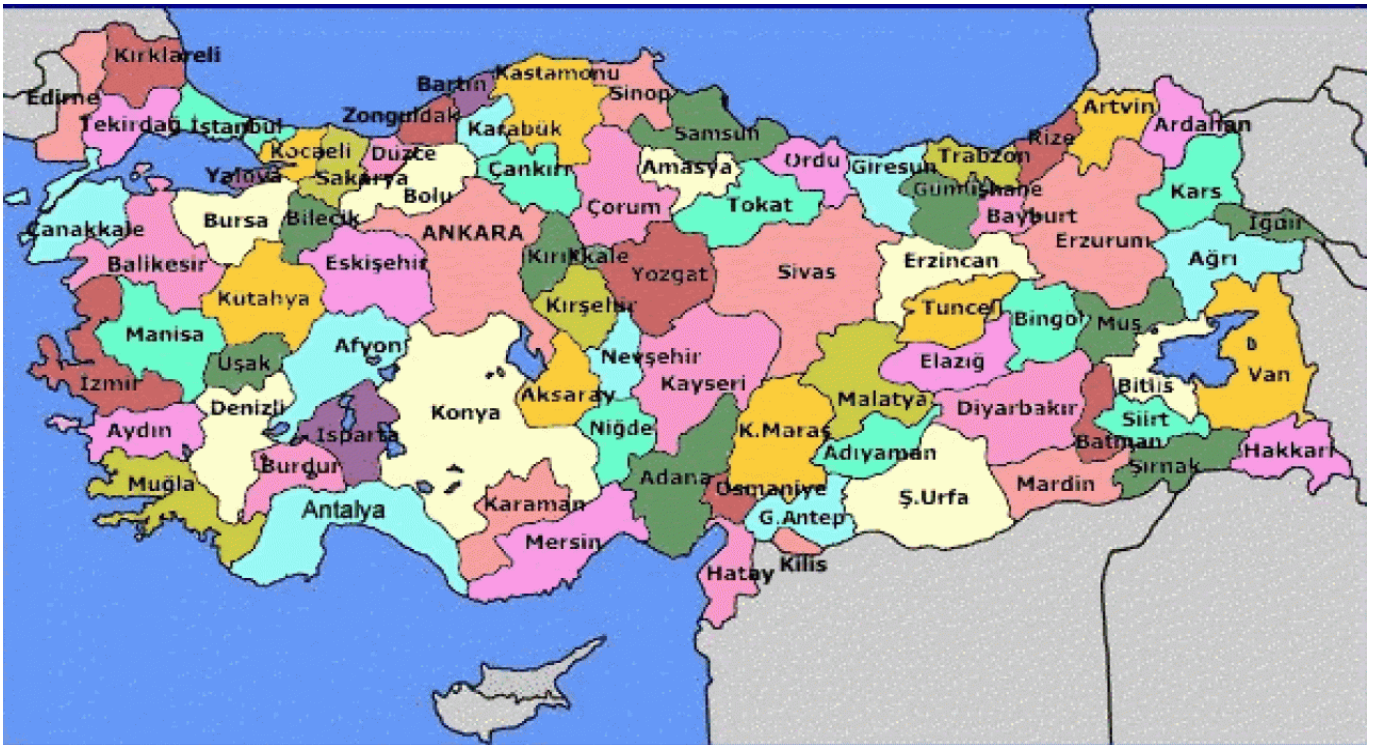 Kırklareli
Edirne
Tekirdağ
İstanbul
Kocaeli
Yalova
Sakarya
Düzce
Zonguldak
Bartın
Kastamonu
Karabük
Sinop
Samsun
Bolu
Çankırı
Amasya
Ordu
Giresun
Trabzon
Rize
Artvin
Ardahan
Çanakkale
Bursa
Bilecik
ANKARA
Çorum
Tokat
Gümüşhane
Bayburt
Kars
Iğdır
Balikesir
Eskişehir
Kırıkkale
Yozgat
Sivas
Erzincan
Erzurum
Ağrı
Kütahya
Kırşehir
Tunceli
Bingöl
Muş
Manisa
Uşak
Afyon
Nevşehir
Kayseri
Elazığ
Van
İzmir
Denizli
Konya
Aksaray
Malatya
Diyarbakır
Bitlis
Siirt
Aydın
Isparta
Niğde
K.Maraş
Adıyaman
Batman
Şırnak
Hakkari
Burdur
Muğla
Adana
Osmaniye
Mardin
Antalya
Karaman
Ş.Urfa
G.Antep
Mersin
Hatay
Kilis